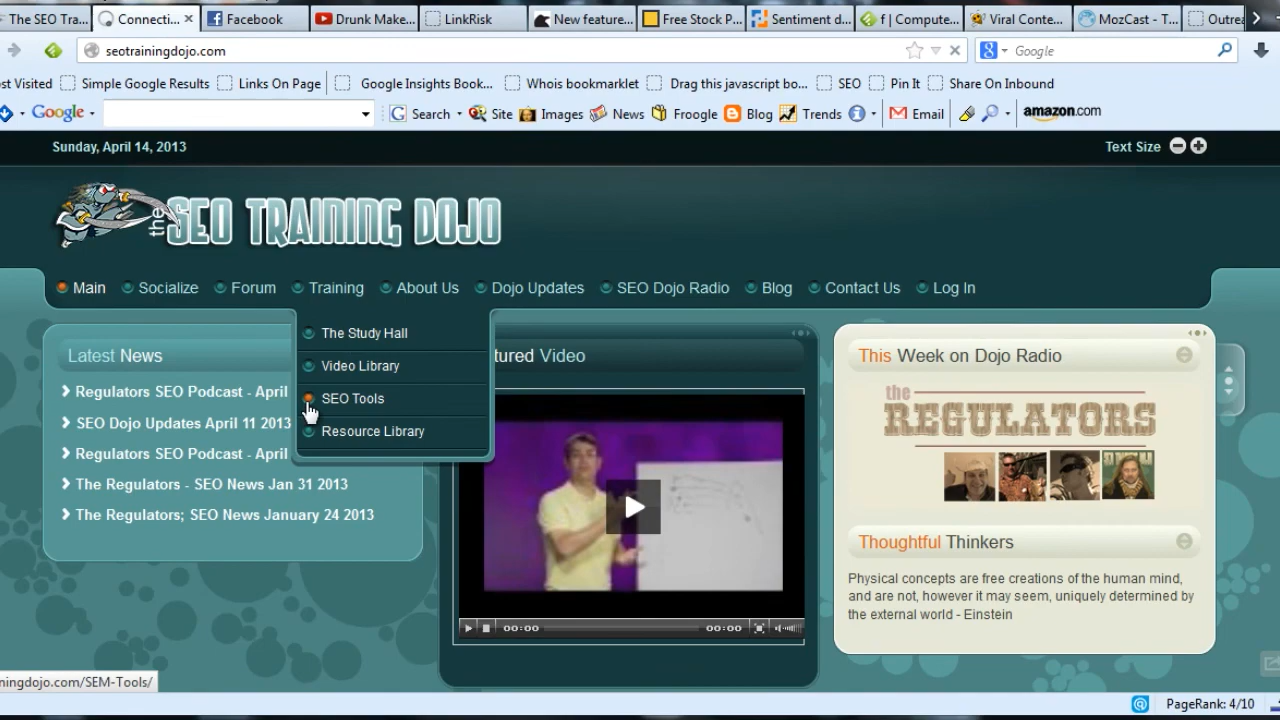 The SEO Tra...
Connecti...
Facebook
Drunk Make...
LinkRisk
New feature...
Free Stock P...
Sentiment d...
f | Compute...
Viral Conte...
MozCast - T...
Outrea
seotrainingdojo.com
Google
ost Visited
Simple Google Results
Links On Page
Google Insights Book...
Whois bookmarklet
Drag this javascript bo...
SEO
Pin It
Share On Inbound
Google
Search
Site
Images
News
Froogle
Blog
Trends
Email
amazon.com
Sunday, April 14, 2013
Text Size
the SEO TRAINING DOJO
Main
Socialize
Forum
Training
About Us
Dojo Updates
SEO Dojo Radio
Blog
Contact Us
Log In
The Study Hall
Video Library
SEO Tools
Resource Library
Latest News
Regulators SEO Podcast - April
SEO Dojo Updates April 11 2013
Regulators SEO Podcast - April
The Regulators - SEO News Jan 31 2013
The Regulators; SEO News January 24 2013
tured Video
00:00
00:00
This Week on Dojo Radio
the
REGULATORS
Thoughtful Thinkers
Physical concepts are free creations of the human mind,
and are not, however it may seem, uniquely determined by
the external world - Einstein
ningdojo.com/SEM-Tools/
PageRank: 4/10